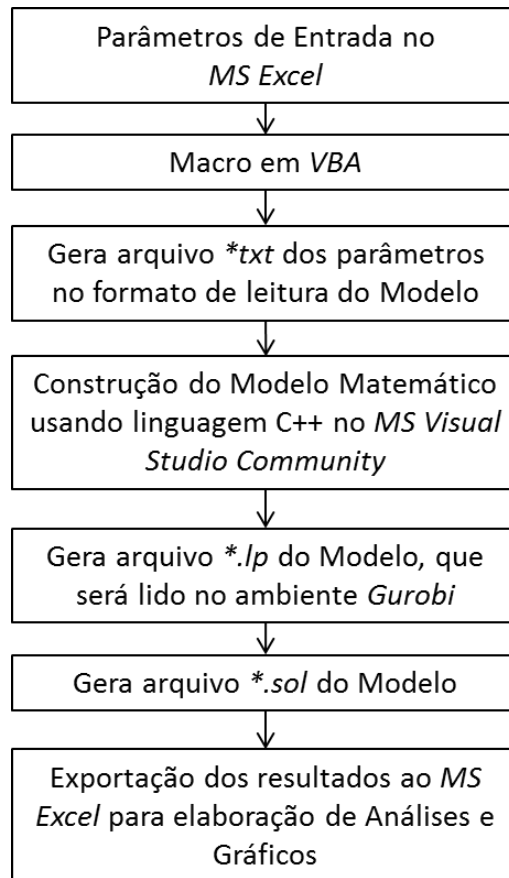 Parâmetros de Entrada no
MS Excel
Macro em VBA
Gera arquivo *txt dos parâmetros
no formato de leitura do Modelo
Construção do Modelo Matemático
usando linguagem C++ no MS Visual
Studio Community
Gera arquivo *.lp do Modelo, que
será lido no ambiente Gurobi
Gera arquivo *.sol do Modelo
Exportação dos resultados ao MS
Excel para elaboração de Análises e
Gráficos